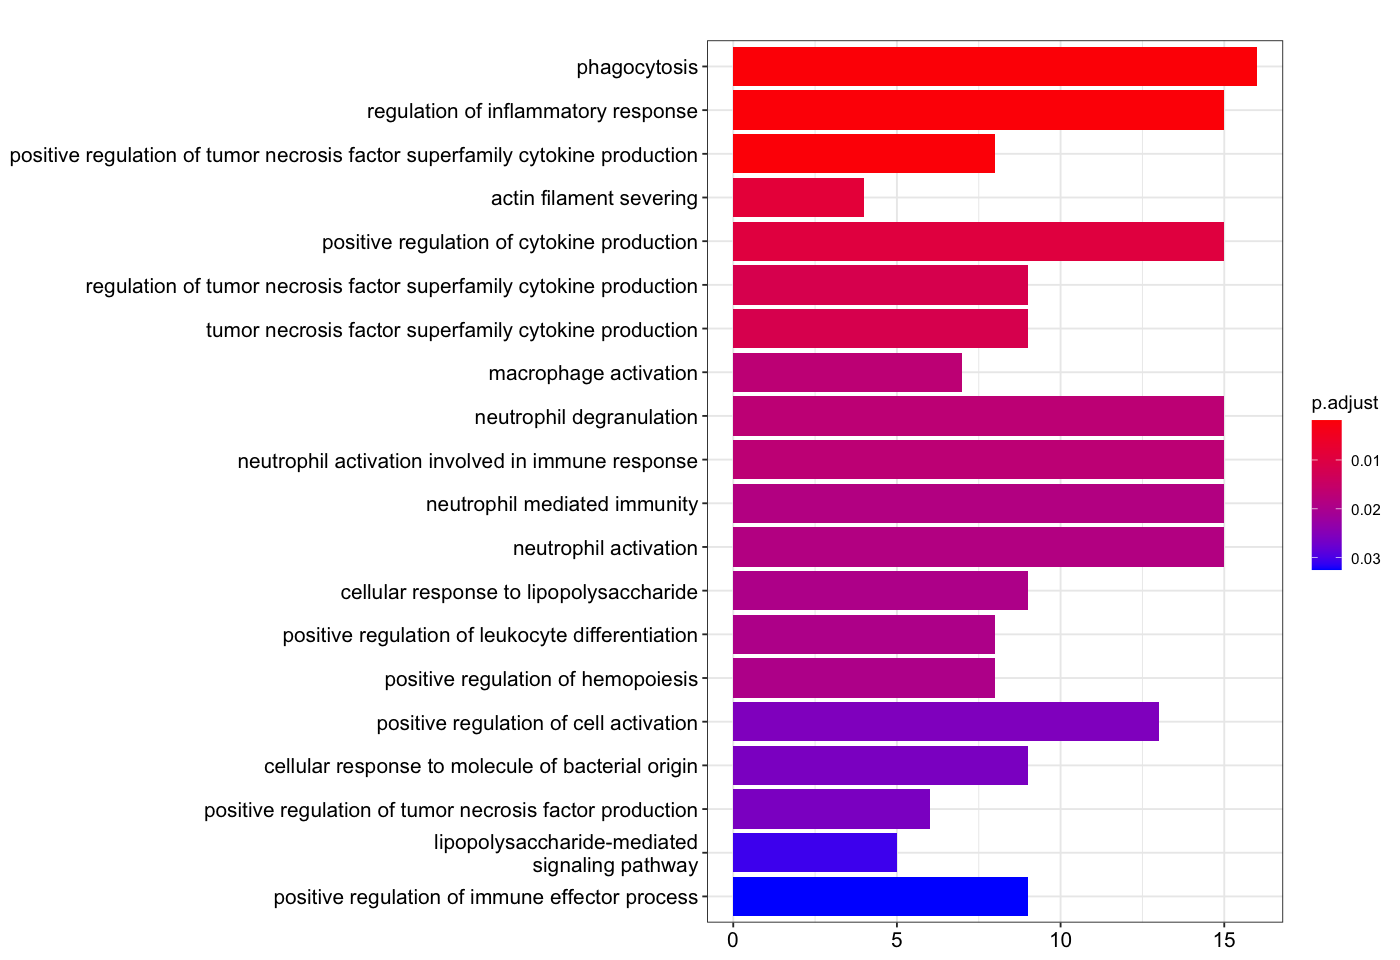 phagocytosis
regulation of inflammatory response
positive regulation of tumor necrosis factor superfamily cytokine production
actin filament severing
positive regulation of cytokine production
regulation of tumor necrosis factor superfamily cytokine production
tumor necrosis factor superfamily cytokine production
macrophage activation
neutrophil degranulation
neutrophil activation involved in immune response
neutrophil mediated immunity
neutrophil activation
cellular response to lipopolysaccharide
positive regulation of leukocyte differentiation
positive regulation of hemopoiesis
positive regulation of cell activation
cellular response to molecule of bacterial origin
positive regulation of tumor necrosis factor production
lipopolysaccharide-mediated
signaling pathway
positive regulation of immune effector process
0 5 10 15
p.adjust
0.01
0.02
0.03